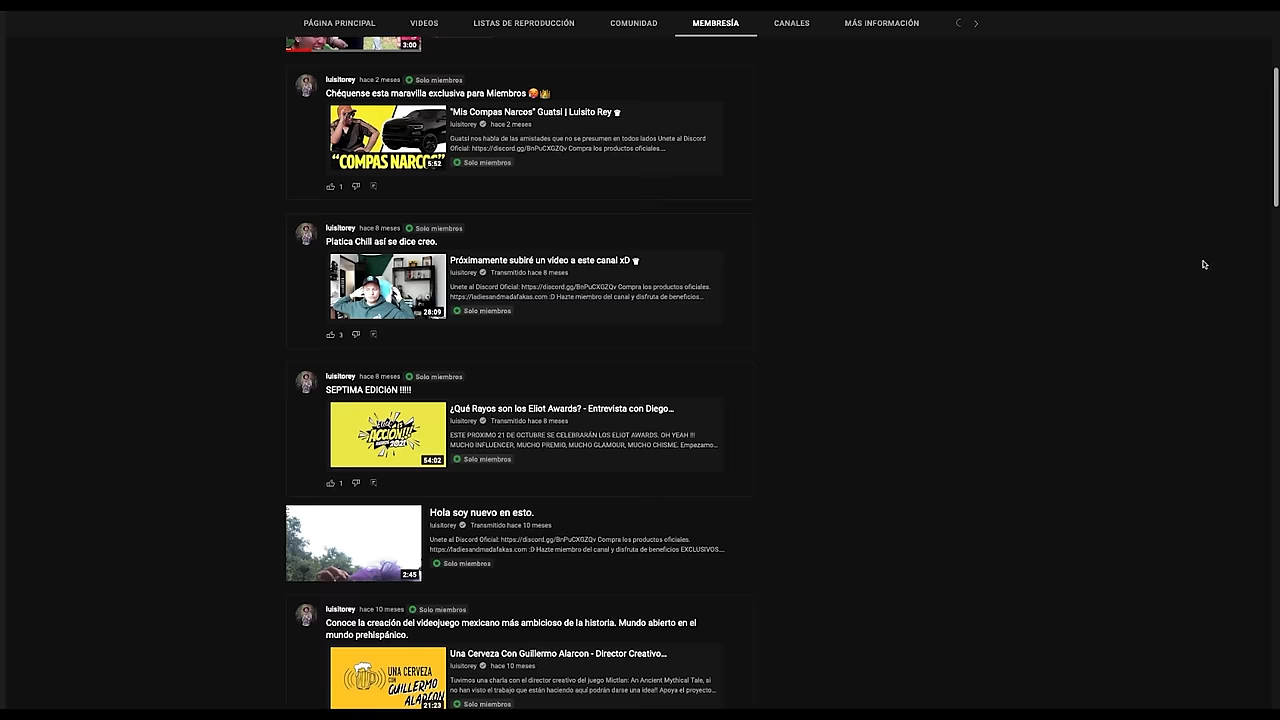 PÁGINA PRINCIPAL VIDEOS LISTAS DE REPRODUCCIÓN COMUNIDAD MEMBRESÍA CANALES MÁS INFORMACIÓN
3:00
luisitorey hace 2 meses Solo miembros
Chéquense esta maravilla exclusiva para Miembros
"Mis Compas Narcos" Guatsi | Luisito Rey
luisitorey hace 2 meses
Guatsi nos habla de las amistades que no se presumen en todos lados Unete al Discord
Oficial: https://discord.gg/BnPuCXGZQv Compra los productos oficiales....
Solo miembros
"COMPAS NARCOS"
5:52
1
luisitorey hace 8 meses Solo miembros
Platica Chill así se dice creo.
Próximamente subiré un video a este canal xD
luisitorey Transmitido hace 8 meses
Unete al Discord Oficial: https://discord.gg/BnPuCXGZQv Compra los productos oficiales.
https://ladiesandmadafakas.com :D Hazte miembro del canal y disfruta de beneficios...
Solo miembros
28:09
3
luisitorey hace 8 meses Solo miembros
SEPTIMA EDICIóN !!!!!
¿Qué Rayos son los Eliot Awards? - Entrevista con Diego...
luisitorey Transmitido hace 8 meses
ESTE PROXIMO 21 DE OCTUBRE SE CELEBRARÁN LOS ELIOT AWARDS. OH YEAH !!!
MUCHO INFLUENCER, MUCHO PREMIO, MUCHO GLAMOUR, MUCHO CHISME. Empezamo...
Solo miembros
ACCIÓN!!!
2021
54:02
1
Hola soy nuevo en esto.
luisitorey Transmitido hace 10 meses
Unete al Discord Oficial: https://discord.gg/BnPuCXGZQv Compra los productos oficiales.
https://ladiesandmadafakas.com :D Hazte miembro del canal y disfruta de beneficios EXCLUSIVOS....
Solo miembros
2:45
luisitorey hace 10 meses Solo miembros
Conoce la creación del videojuego mexicano más ambicioso de la historia. Mundo abierto en el
mundo prehispánico.
Una Cerveza Con Guillermo Alarcon - Director Creativo...
luisitorey hace 10 meses
Tuvimos una charla con el director creativo del juego Mictlan: An Ancient Mythical Tale, si
no han visto el trabajo que están haciendo aquí podrán darse una idea!! Apoya el proyecto...
Solo miembros
UNA CERVEZA
CON
GUILLERMO
ALARCON
21:23